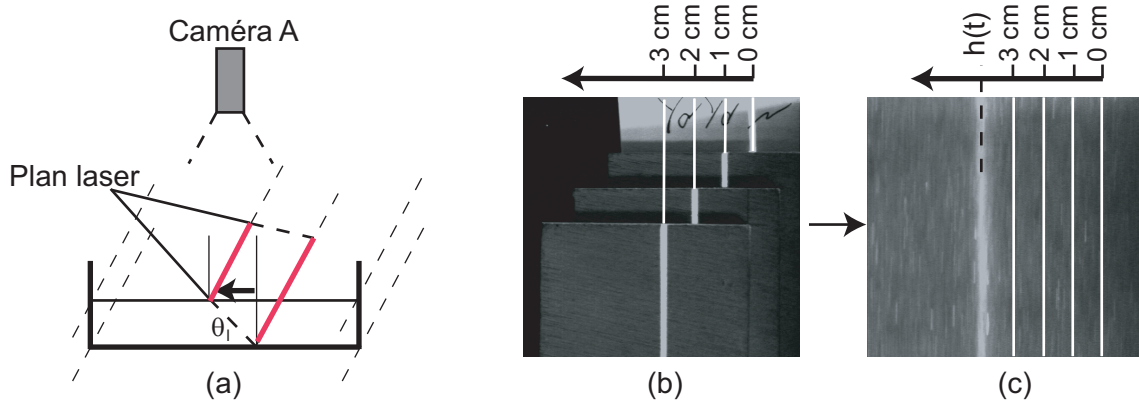 Caméra A
Plan laser
θl
(a)
3 cm
2 cm
1 cm
0 cm
(b)
h(t)
3 cm
2 cm
1 cm
0 cm
(c)